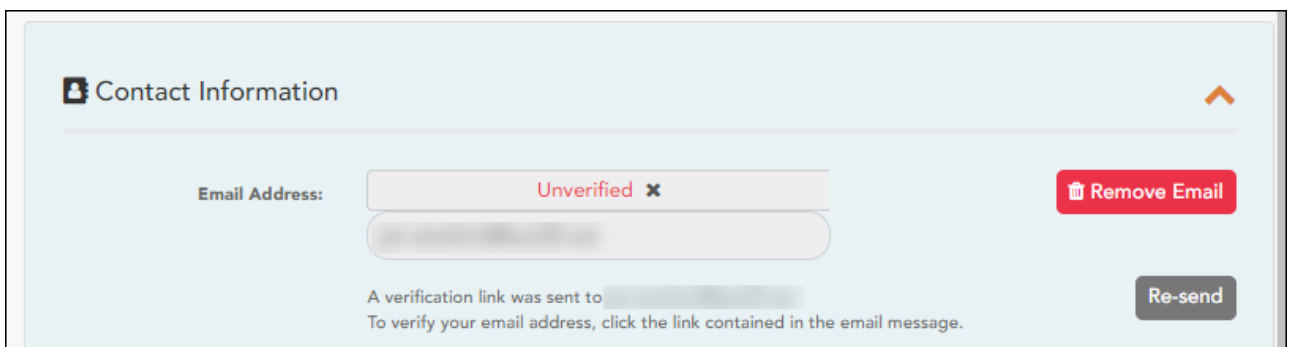 Contact Information
Email Address:
Unverified ✖
Remove Email
A verification link was sent to
Re-send
To verify your email address, click the link contained in the email message.